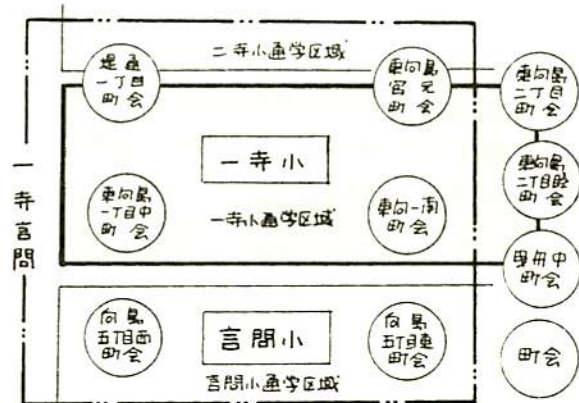 二寺小通学区域
堤通
一丁目
町会
東向島
宮元
町会
東向島
二丁目
町会
一寺小
東向島
二丁目睦
町会
一寺言問
東向島
一丁目中
町会
一寺小通学区域
東向一南
町会
曳舟中
町会
向島
五丁目西
町会
言問小
向島
五丁目東
町会
町会
言問小通学区域